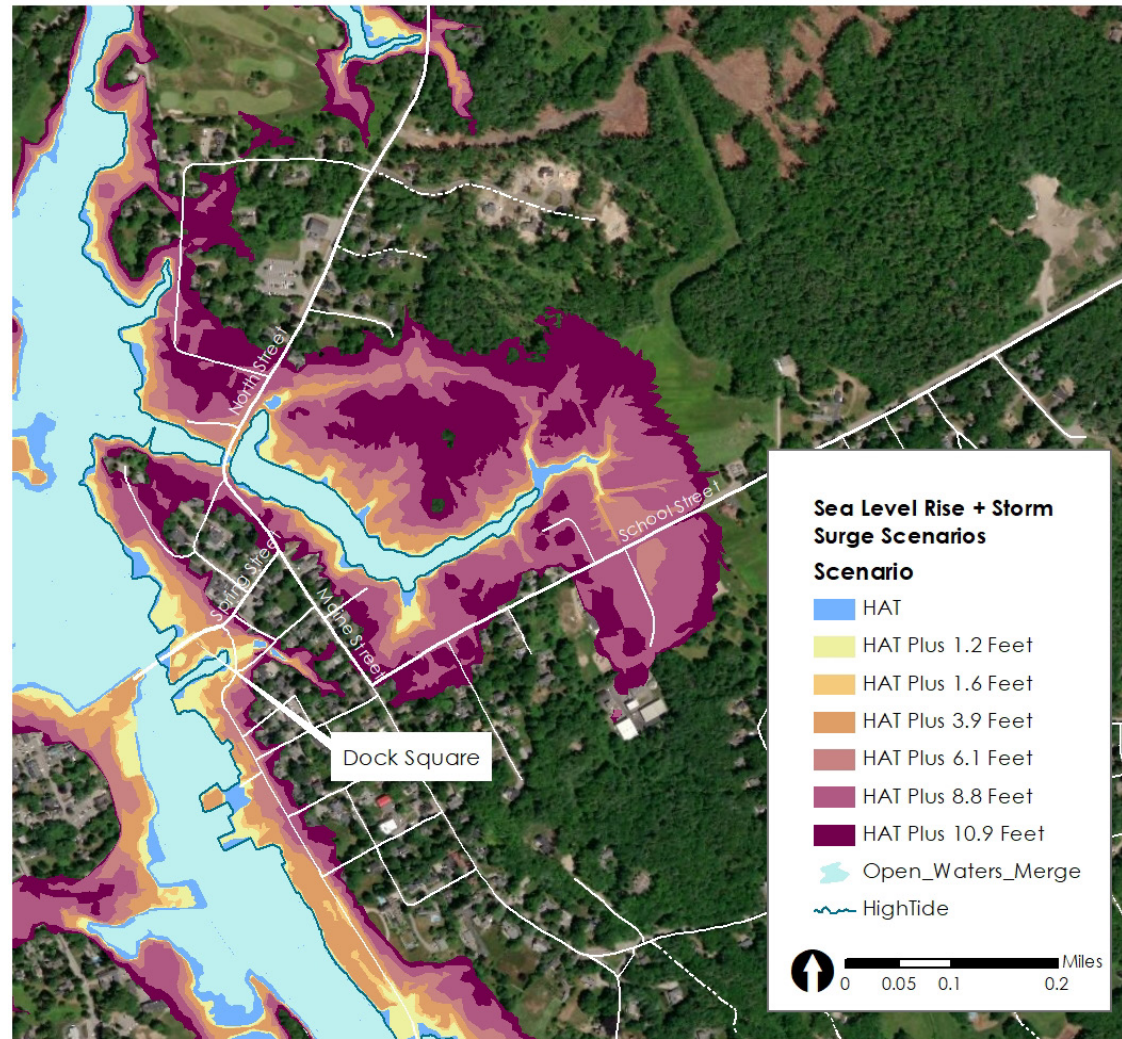 North Street
School Street
Spring Street
Maine Street
Dock Square
Sea Level Rise + Storm
Surge Scenarios
Scenario
HAT
HAT Plus 1.2 Feet
HAT Plus 1.6 Feet
HAT Plus 3.9 Feet
HAT Plus 6.1 Feet
HAT Plus 8.8 Feet
HAT Plus 10.9 Feet
Open_Waters_Merge
HighTide
Miles
0 0.05 0.1 0.2